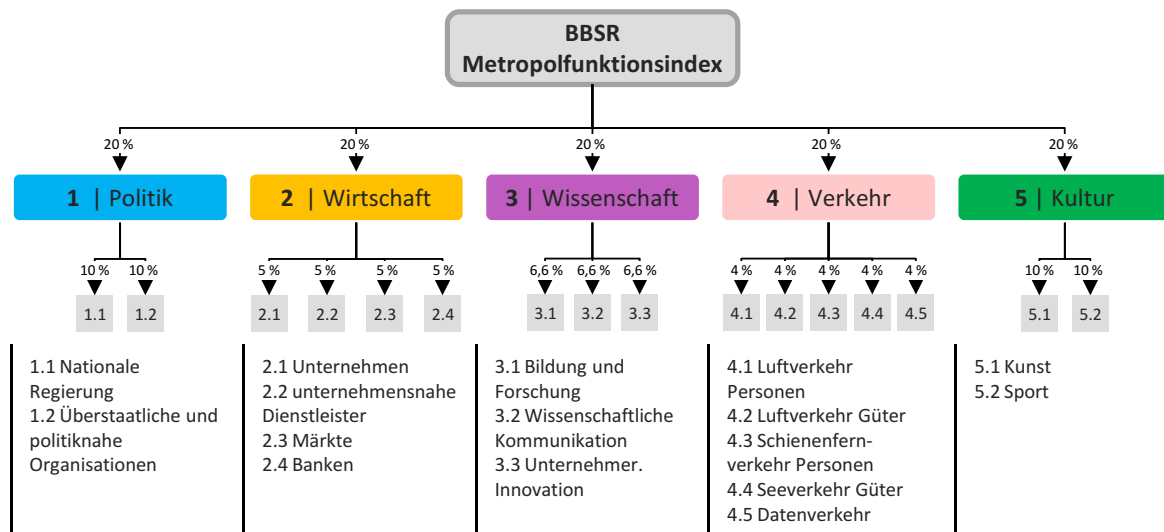 BBSR
Metropolfunktionsindex
20 % 20 % 20 % 20 % 20 %
1 | Politik
2 | Wirtschaft
3 | Wissenschaft
4 | Verkehr
5 | Kultur
10 % 10 %
5 % 5 % 5 % 5 %
6,6 % 6,6 % 6,6 %
4 % 4 % 4 % 4 % 4 %
10 % 10 %
1.1 1.2
2.1 2.2 2.3 2.4
3.1 3.2 3.3
4.1 4.2 4.3 4.4 4.5
5.1 5.2
1.1 Nationale
Regierung
1.2 Überstaatliche und
politiknahe
Organisationen
2.1 Unternehmen
2.2 unternehmensnahe
Dienstleister
2.3 Märkte
2.4 Banken
3.1 Bildung und
Forschung
3.2 Wissenschaftliche
Kommunikation
3.3 Unternehmer.
Innovation
4.1 Luftverkehr
Personen
4.2 Luftverkehr Güter
4.3 Schienenfern-
verkehr Personen
4.4 Seeverkehr Güter
4.5 Datenverkehr
5.1 Kunst
5.2 Sport